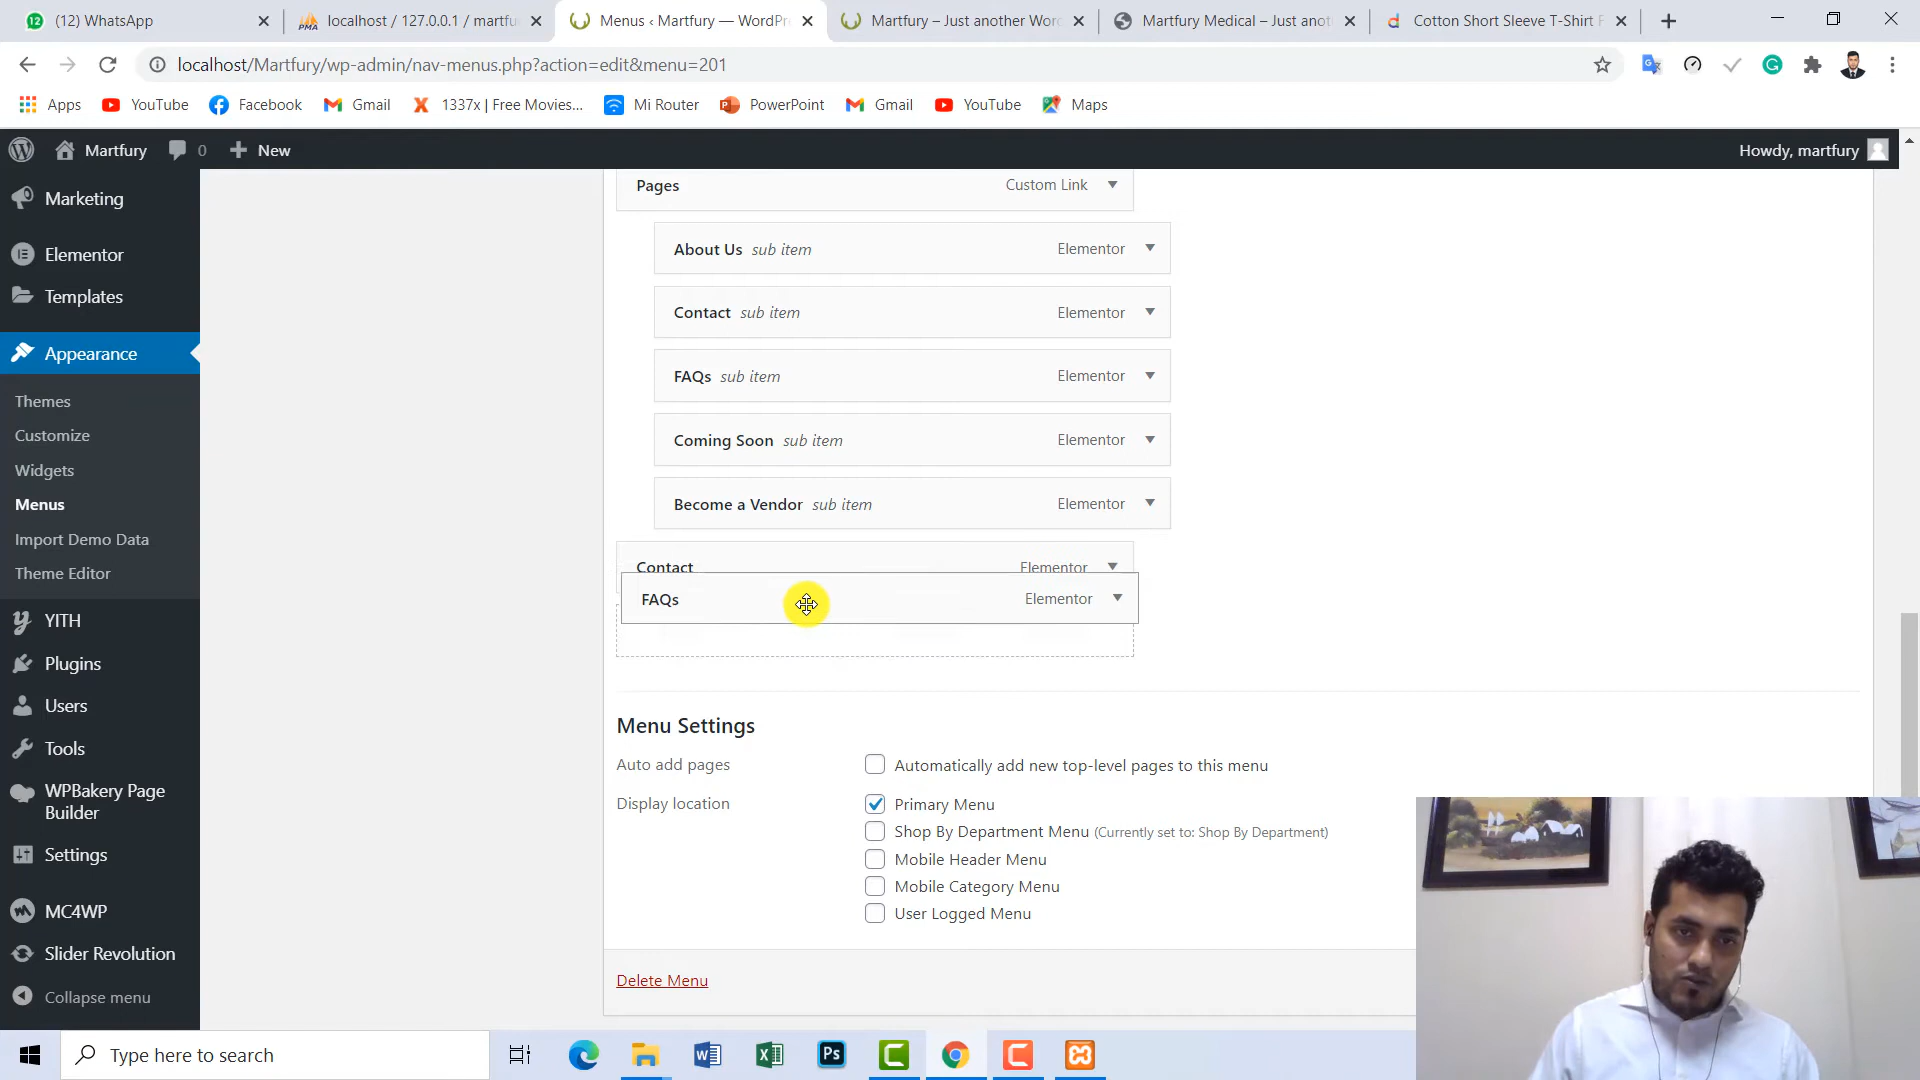 (12) WhatsApp
localhost / 127.0.0.1 / martfu
Menus ‹ Martfury — WordPre
Martfury – Just another Wor
Martfury Medical – Just anot
Cotton Short Sleeve T-Shirt F
localhost/Martfury/wp-admin/nav-menus.php?action=edit&menu=201
Apps YouTube Facebook Gmail 1337x | Free Movies... Mi Router PowerPoint Gmail YouTube Maps
Martfury 0 New Howdy, martfury
Marketing
Elementor
Templates
Appearance
Themes
Customize
Widgets
Menus
Import Demo Data
Theme Editor
YITH
Plugins
Users
Tools
WPBakery Page
Builder
Settings
MC4WP
Slider Revolution
Collapse menu
Pages Custom Link
About Us sub item Elementor
Contact sub item Elementor
FAQs sub item Elementor
Coming Soon sub item Elementor
Become a Vendor sub item Elementor
Contact Elementor
FAQs Elementor
Menu Settings
Auto add pages Automatically add new top-level pages to this menu
Display location Primary Menu
Shop By Department Menu (Currently set to: Shop By Department)
Mobile Header Menu
Mobile Category Menu
User Logged Menu
Delete Menu
Type here to search